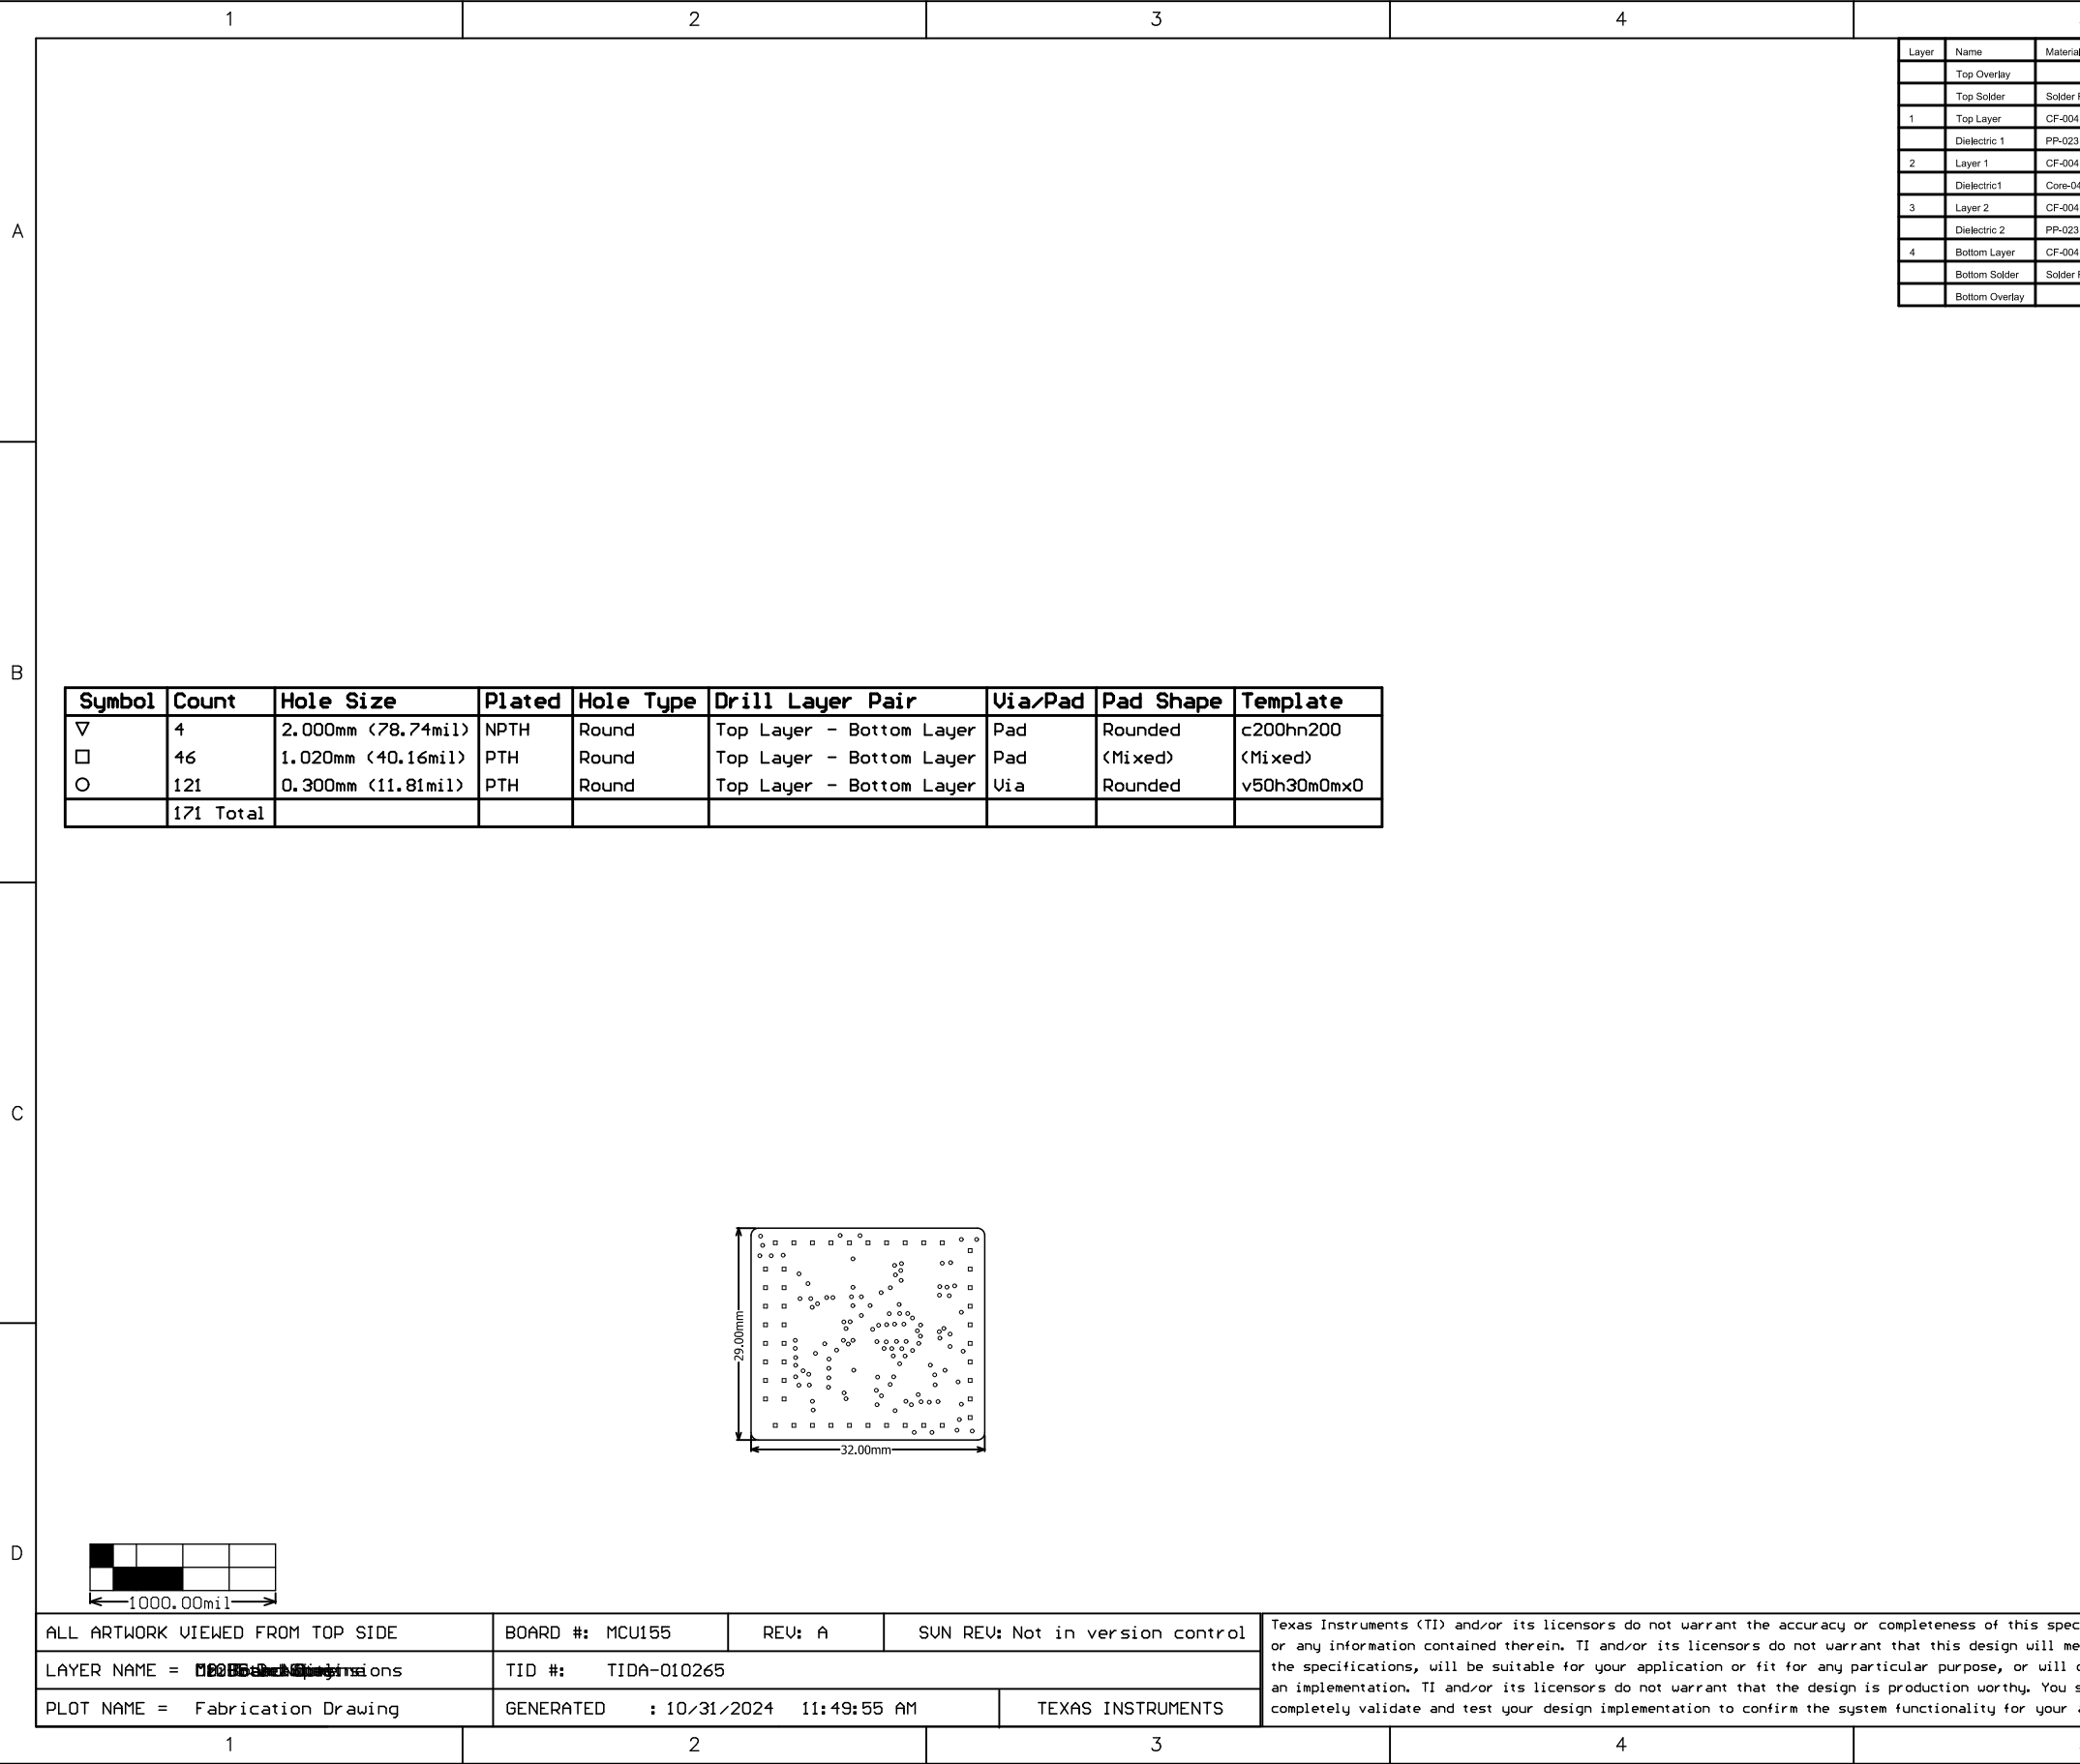 1 2 3 4
Layer Name
Top Overlay
Top Solder Solder
1 Top Layer CF-004
Dielectric 1 PP-023
2 Layer 1 CF-004
Dielectric1
3 Layer 2 CF-004
Dielectric 2 PP-023
4 Bottom Layer CF-004
Bottom Solder Solder
Bottom Overlay
A
B
Symbol Count Hole Size Plated Hole Type Drill Layer Pair Via/Pad Pad Shape Template
▽ 4 2.000mm (78.74mil) NPTH Round Top Layer - Bottom Layer Pad Rounded c200hn200
□ 46 1.020mm (40.16mil) PTH Round Top Layer - Bottom Layer Pad (Mixed) (Mixed)
○ 121 0.300mm (11.81mil) PTH Round Top Layer - Bottom Layer Via Rounded v50h30m0mx0
171 Total
C
29.00mm
32.00mm
D
1000.00mil
ALL ARTWORK VIEWED FROM TOP SIDE BOARD #: MCU155 REV: A SVN REV: Not in version control
LAYER NAME = TID #: TIDA-010265
PLOT NAME = Fabrication Drawing GENERATED : 10/31/2024 11:49:55 AM TEXAS INSTRUMENTS
Texas Instruments (TI) and/or its licensors do not warrant the accuracy or completeness of this
or any information contained therein. TI and/or its licensors do not warrant that this design will
the specifications, will be suitable for your application or fit for any particular purpose, or will
an implementation. TI and/or its licensors do not warrant that the design is production worthy. You
completely validate and test your design implementation to confirm the system functionality for your
1 2 3 4